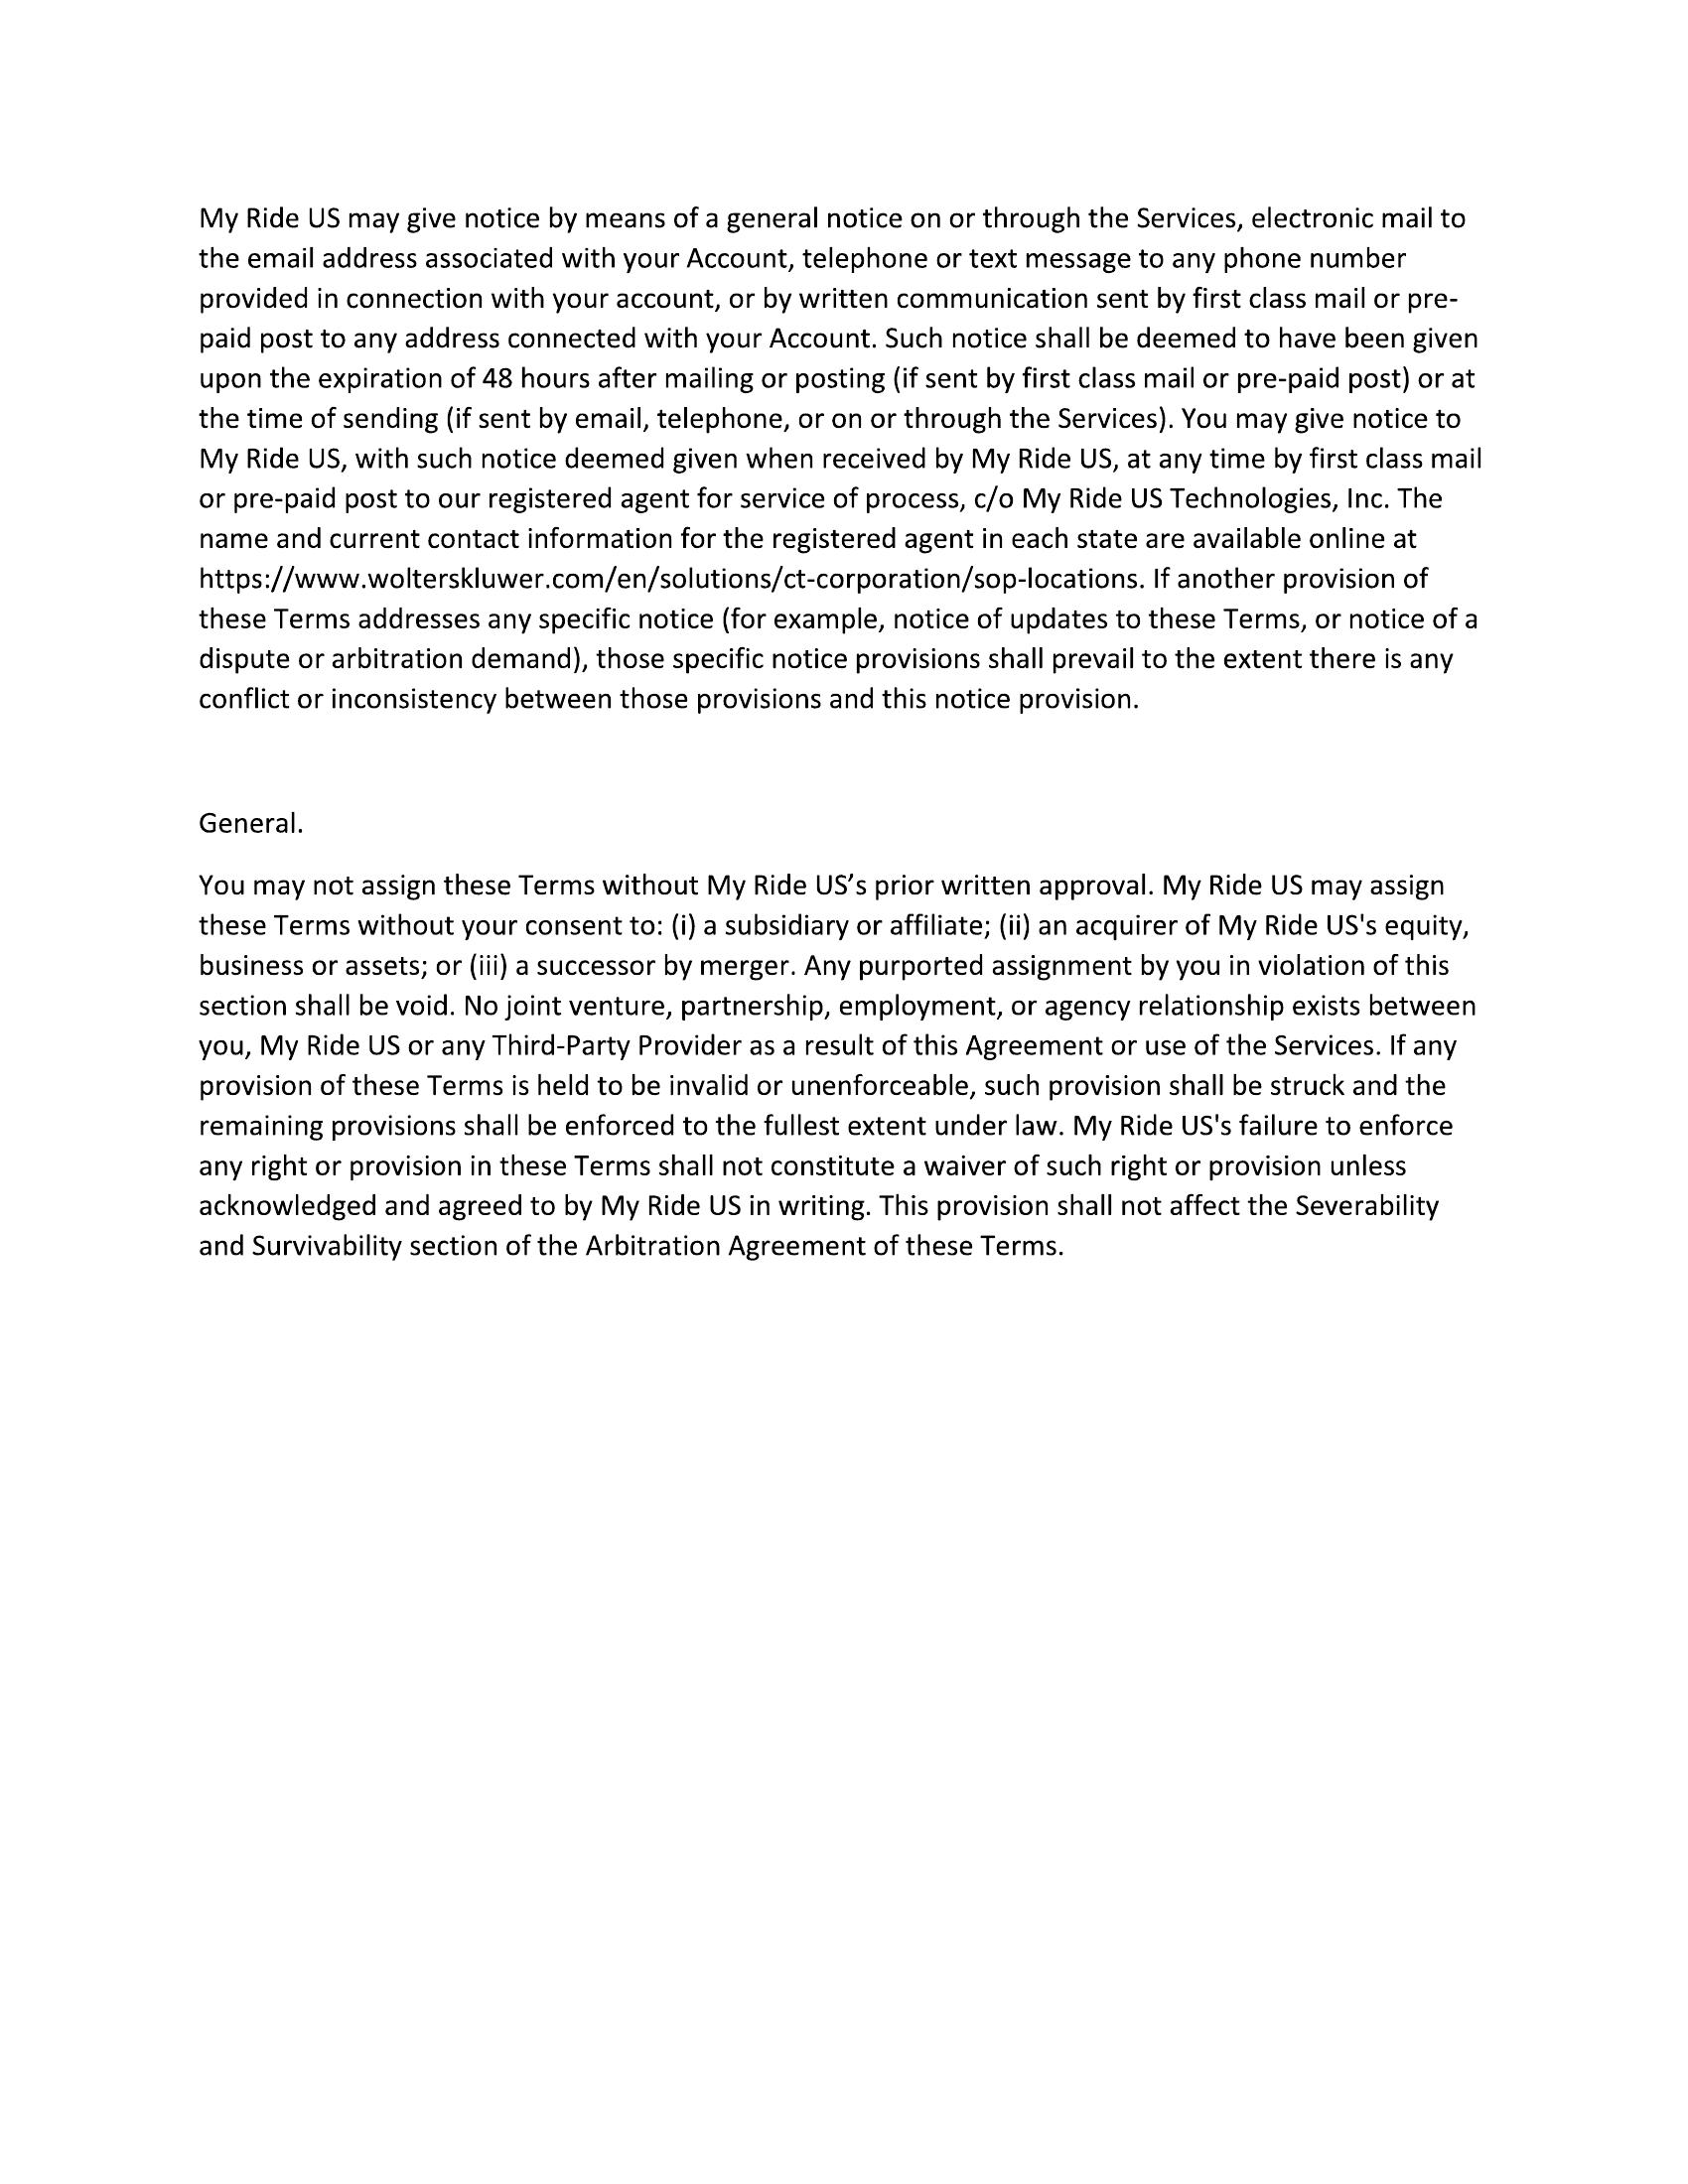 My Ride US may give notice by means of a general notice on or through the Services, electronic mail to
the email address associated with your Account, telephone or text message to any phone number
provided in connection with your account, or by written communication sent by first class mail or pre-
paid post to any address connected with your Account. Such notice shall be deemed to have been given
upon the expiration of 48 hours after mailing or posting (if sent by first class mail or pre-paid post) or at
the time of sending (if sent by email, telephone, or on or through the Services). You may give notice to
My Ride US, with such notice deemed given when received by My Ride US, at any time by first class mail
or pre-paid post to our registered agent for service of process, c/o My Ride US Technologies, Inc. The
name and current contact information for the registered agent in each state are available online at
https://www.wolterskluwer.com/en/solutions/ct-corporation/sop-locations. If another provision of
these Terms addresses any specific notice (for example, notice of updates to these Terms, or notice of a
dispute or arbitration demand), those specific notice provisions shall prevail to the extent there is any
conflict or inconsistency between those provisions and this notice provision.
General.
You may not assign these Terms without My Ride US’s prior written approval. My Ride US may assign
these Terms without your consent to: (i) a subsidiary or affiliate; (ii) an acquirer of My Ride US's equity,
business or assets; or (iii) a successor by merger. Any purported assignment by you in violation of this
section shall be void. No joint venture, partnership, employment, or agency relationship exists between
you, My Ride US or any Third-Party Provider as a result of this Agreement or use of the Services. If any
provision of these Terms is held to be invalid or unenforceable, such provision shall be struck and the
remaining provisions shall be enforced to the fullest extent under law. My Ride US's failure to enforce
any right or provision in these Terms shall not constitute a waiver of such right or provision unless
acknowledged and agreed to by My Ride US in writing. This provision shall not affect the Severability
and Survivability section of the Arbitration Agreement of these Terms.